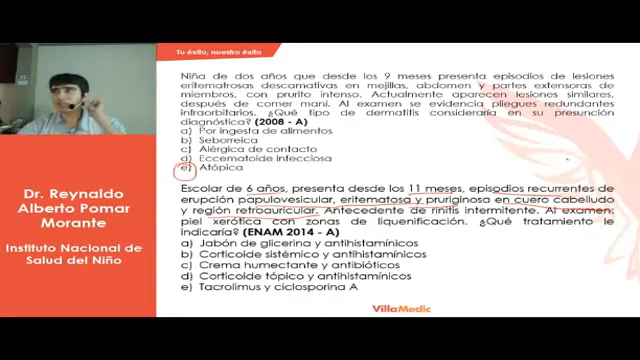 Tu éxito, nuestro éxito
Niña de dos años que desde los 9 meses presenta episodios de lesiones
eritematosas descamativas en mejillas, abdomen y partes extensoras de
miembros, con prurito intenso. Actualmente aparecen lesiones similares,
después de comer maní. Al examen se evidencia pliegues redundantes
infraorbitarios. ¿Qué tipo de dermatitis consideraría en su presunción
diagnóstica? (2008 - A)
a) Por ingesta de alimentos
b) Seborreica
c) Alérgica de contacto
d) Eccematoide infecciosa
e) Atópica
Escolar de 6 años, presenta desde los 11 meses, episodios recurrentes de
erupción papulovesicular, eritematosa y pruriginosa en cuero cabelludo
y región retroauricular. Antecedente de rinitis intermitente. Al examen:
piel xerótica con zonas de liquenificación. ¿Qué tratamiento le
indicaría? (ENAM 2014 - A)
a) Jabón de glicerina y antihistamínicos
b) Corticoide sistémico y antihistamínicos
c) Crema humectante y antibióticos
d) Corticoide tópico y antihistamínicos
e) Tacrolimus y ciclosporina A
Dr. Reynaldo
Alberto Pomar
Morante
Instituto Nacional de
Salud del Niño
VillaMedic